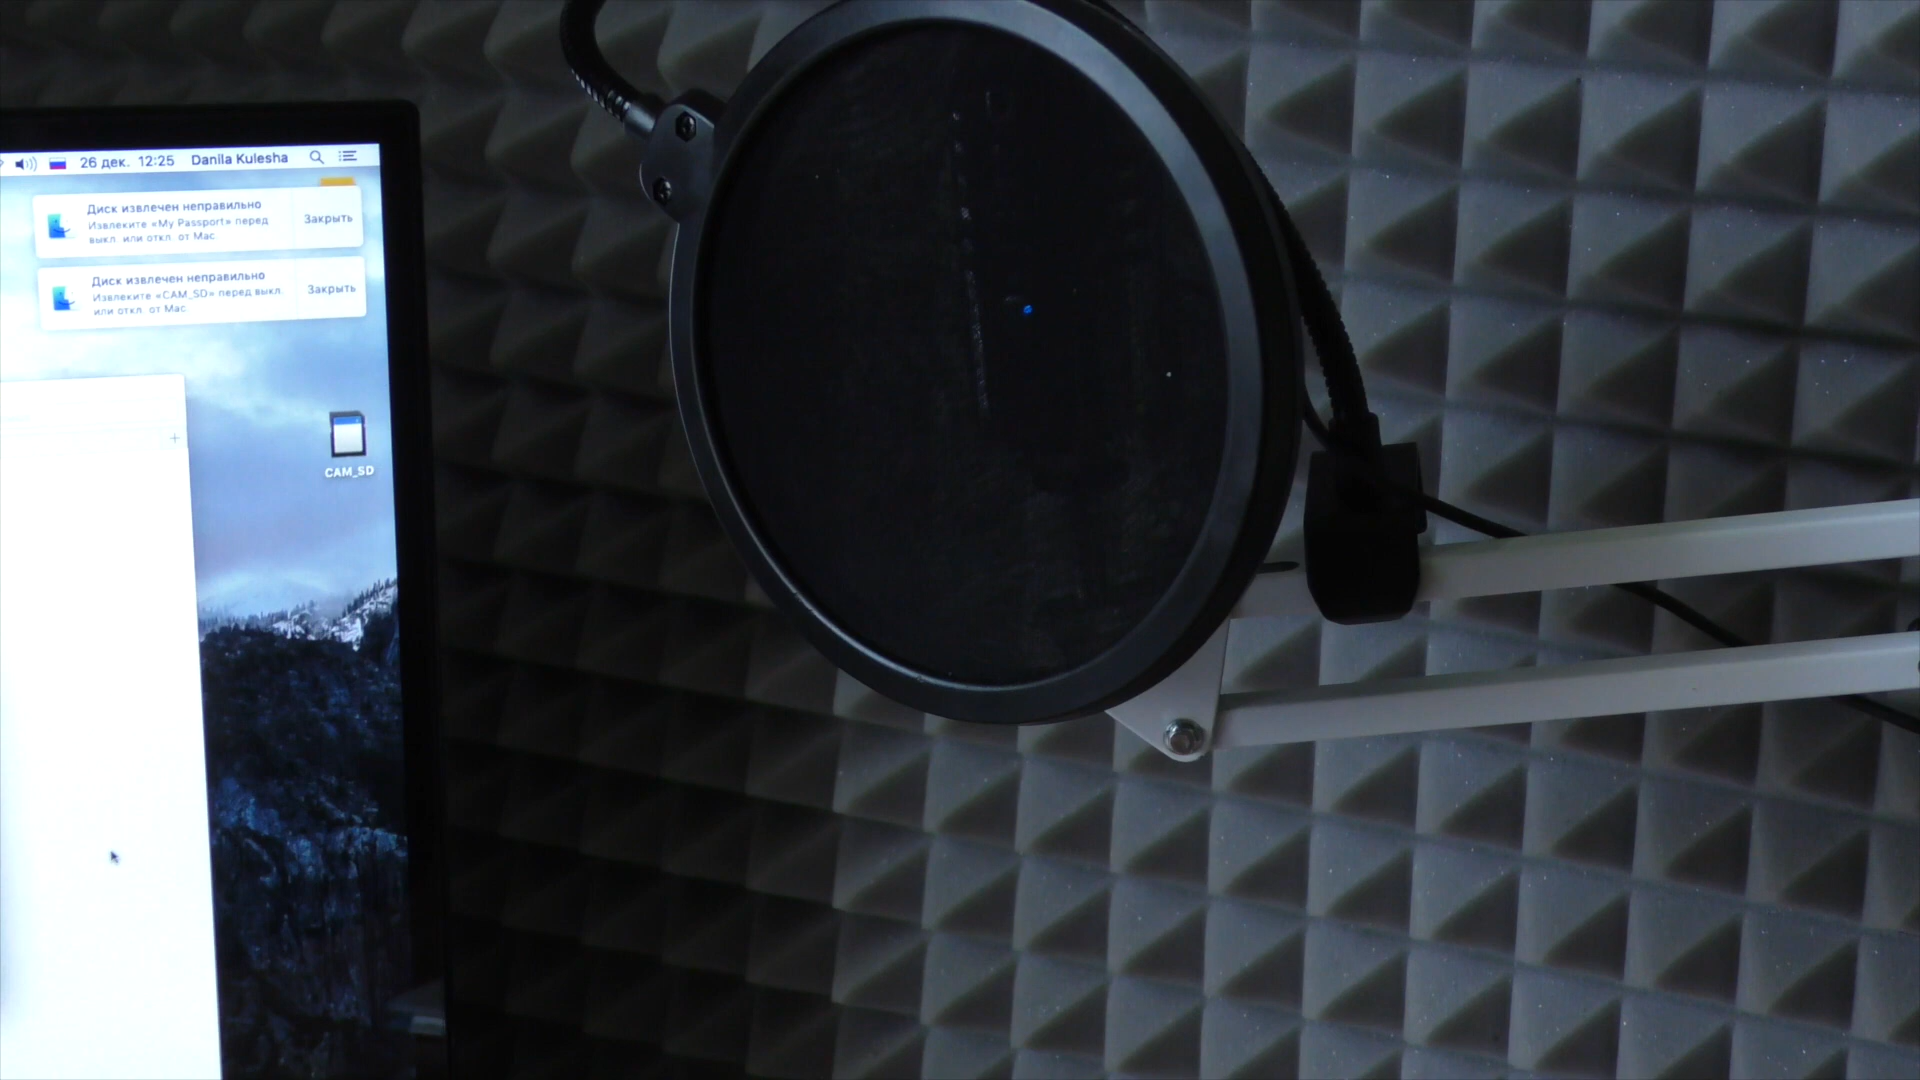 26 дек. 12:25 Danila Kulesha
Диск извлечен неправильно
Извлеките «My Passport» перед
выкл. или откл. от Mac.
Закрыть
Диск извлечен неправильно
Извлеките «CAM_SD» перед выкл.
или откл. от Mac.
Закрыть
CAM_SD